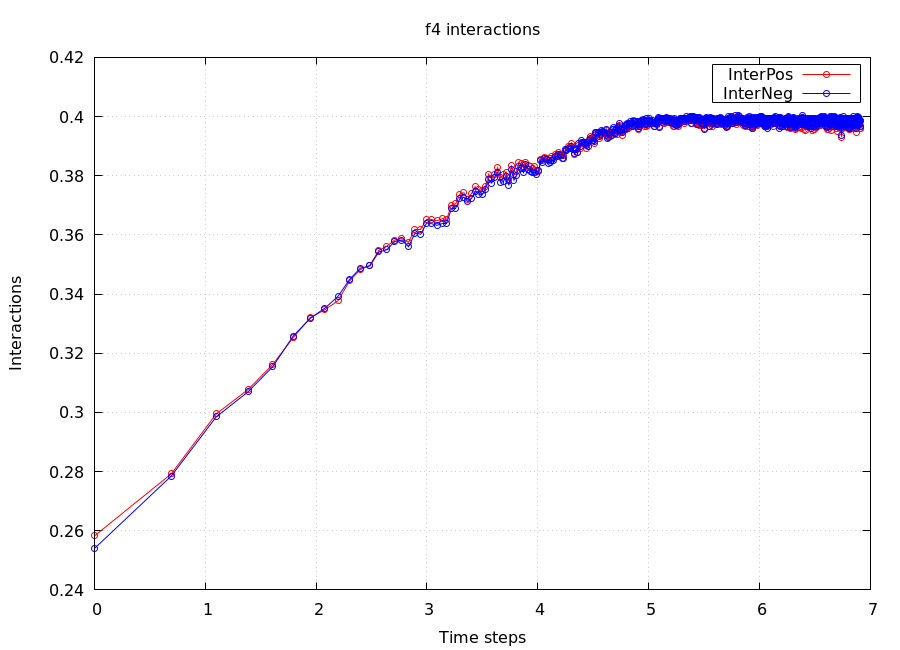 f4 interactions
InterPos
InterNeg
0.42
0.4
0.38
0.36
0.34
0.32
0.3
0.28
0.26
0.24
Interactions
0 1 2 3 4 5 6 7
Time steps